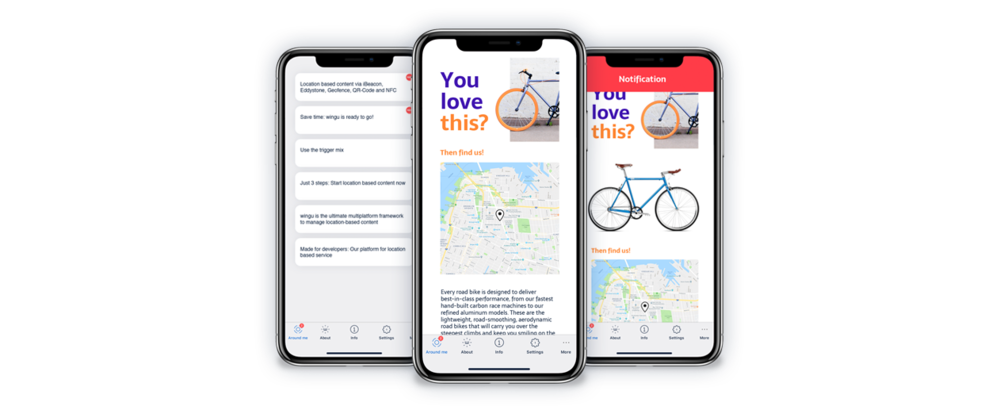 Location based content via iBeacon,
Eddystone, Geofence, QR-Code and NFC
Save time: wingu is ready to go!
Use the trigger mix
Just 3 steps: Start location based content now
wingu is the ultimate multiplatform framework
to manage location-based content
Made for developers: Our platform for location
based service
Around me
About
Info
Settings
You
love
this?
Then find us!
Every road bike is designed to deliver
best-in-class performance, from our fastest
hand-built carbon race machines to our
refined aluminum models. These are the
lightweight, road-smoothing, aerodynamic
road bikes that will carry you over the
steepest climbs and keep you smiling on the
Around me
About
Info
Settings
More
Notification
You
love
this?
Then find us!
About
Info
Settings
More